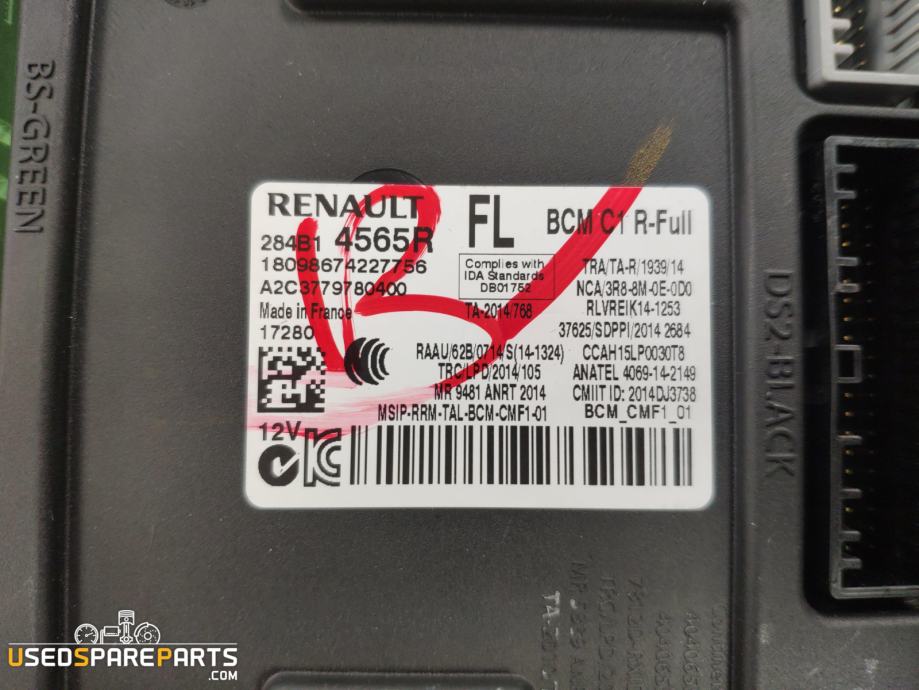 BS-GREEN
RENAULT
284B1 4565R
18098674227756
A2C3779780400
Made in France
17280
12V
FL
BCM C1 R-Full
Complies with
IDA Standards
DB01752
TA-2014/768
TRA/TA-R/1939/14
NCA/3R8-8M-0E-0D0
RLVREIK14-1253
37625/SDPPI/2014 2684
RAAU/62B/0714/S(14-1324)
CCAH15LP0030T8
TRC/LPD/2014/105
ANATEL 4069-14-2149
MR 9481 ANRT 2014
CMIIT ID: 2014DJ3738
MSIP-RRM-TAL-BCM-CMF1-01
BCM_CMF1_01
DS2-BLACK
USEDSPAREPARTS
.COM